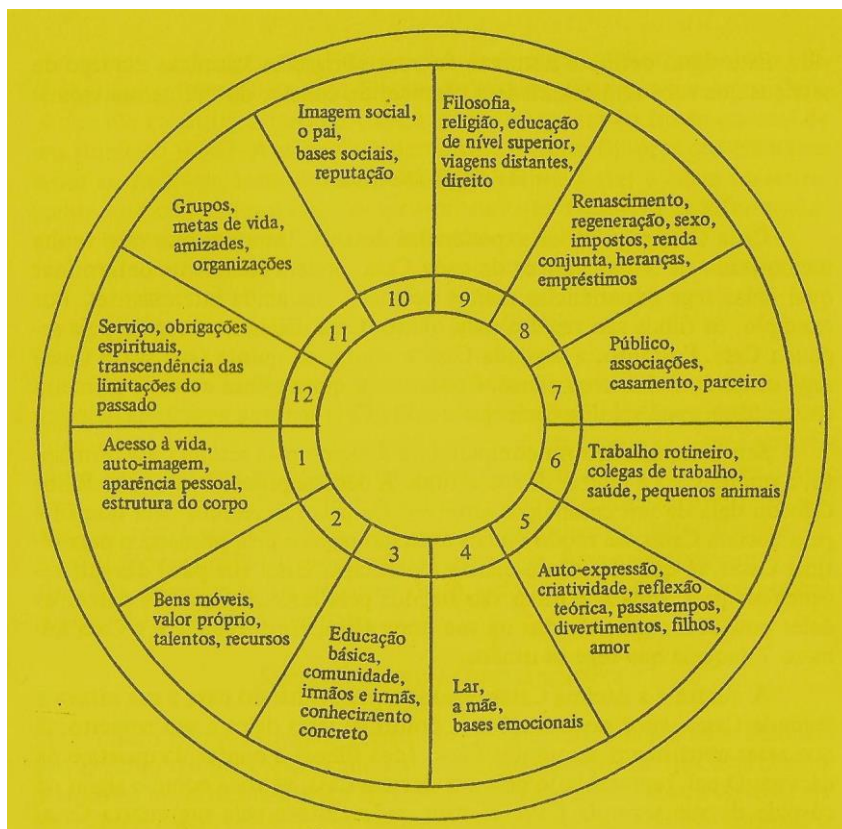 Imagem social,
o pai,
bases sociais,
reputação
10
Filosofia,
religião, educação
de nível superior,
viagens distantes,
direito
9
Renascimento,
regeneração, sexo,
impostos, renda
conjunta, heranças,
empréstimos
8
Público,
associações,
casamento, parceiro
7
Trabalho rotineiro,
colegas de trabalho,
saúde, pequenos animais
6
Auto-expressão,
criatividade, reflexão
teórica, passatempos,
divertimentos, filhos,
amor
5
Lar,
a mãe,
bases emocionais
4
Educação
básica,
comunidade,
irmãos e irmãs,
conhecimento
concreto
3
Bens móveis,
valor próprio,
talentos, recursos
2
Acesso à vida,
auto-imagem,
aparência pessoal,
estrutura do corpo
1
Serviço, obrigações
espirituais,
transcendência das
limitações do
passado
12
Grupos,
metas de vida,
amizades,
organizações
11